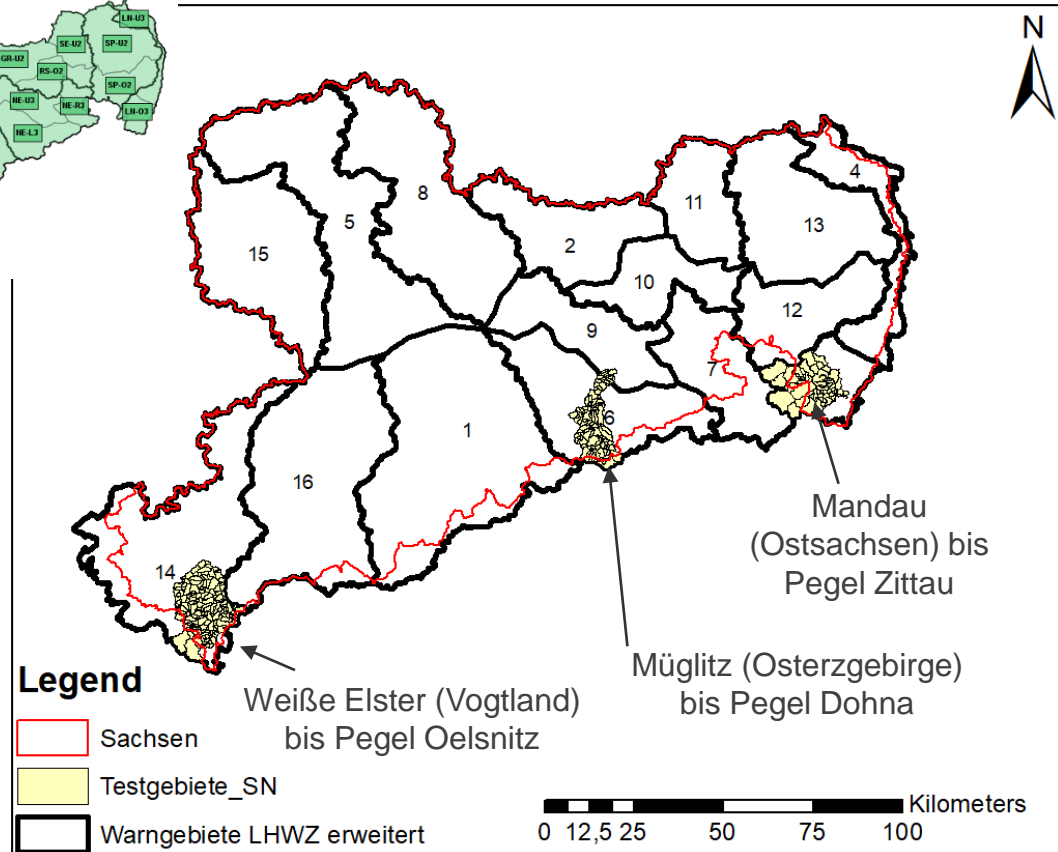 LN-U3
SE-U2
SP-U2
GR-U2
RS-O2
SP-O2
NE-U3
NE-R3
LN-O3
NE-L3
N
4
8
11
5
13
2
15
10
12
9
7
6
1
16
14
Mandau
(Ostsachsen) bis
Pegel Zittau
Müglitz (Osterzgebirge)
bis Pegel Dohna
Weiße Elster (Vogtland)
bis Pegel Oelsnitz
Legend
Sachsen
Testgebiete_SN
Warngebiete LHWZ erweitert
Kilometers
0 12,5 25 50 75 100